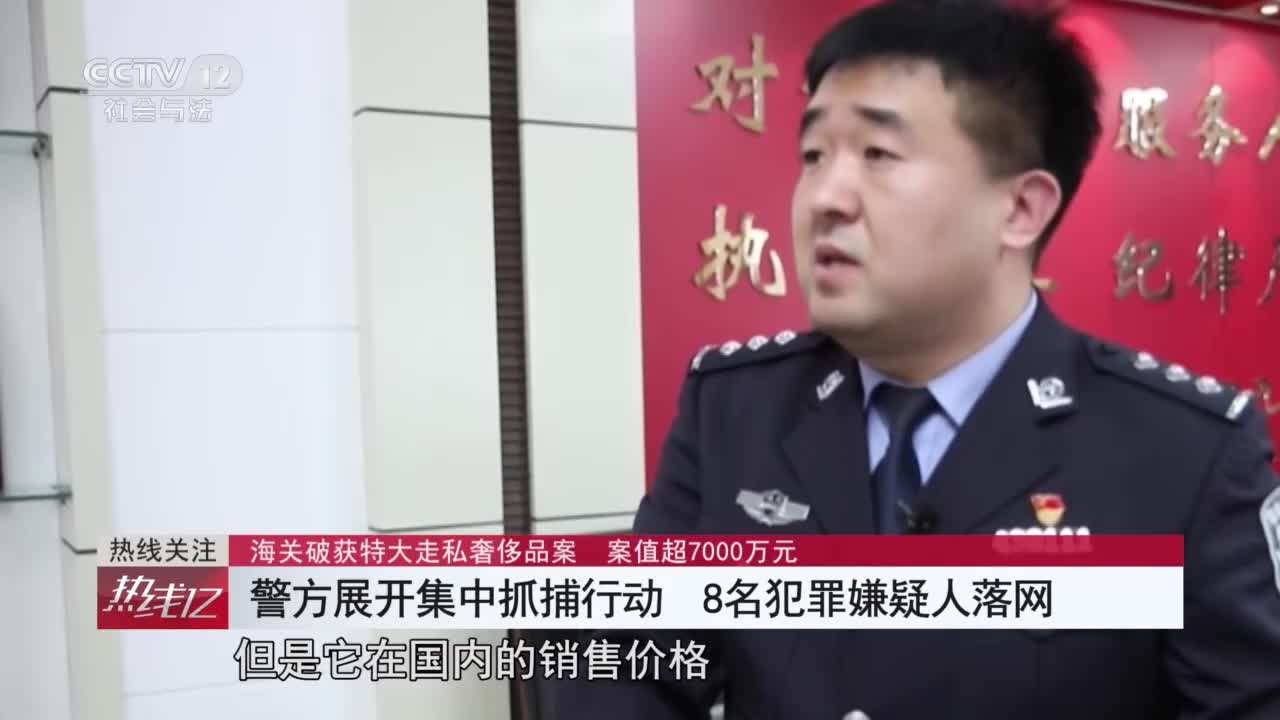 CCTV 12
社会与法
对
服务
执
纪律
热线关注
海关破获特大走私奢侈品案 案值超7000万元
热线12
警方展开集中抓捕行动 8名犯罪嫌疑人落网
但是它在国内的销售价格